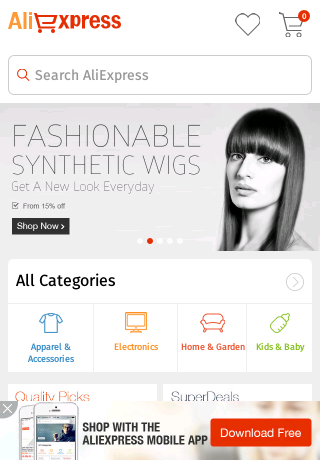 AliExpress
0
Search AliExpress
FASHIONABLE
SYNTHETIC WIGS
Get A New Look Everyday
From 15% off
Shop Now >
All Categories
Apparel &
Accessories
Electronics
Home & Garden
Kids & Baby
Quality Picks
SuperDeals
SHOP WITH THE
ALIEXPRESS MOBILE APP
Download Free